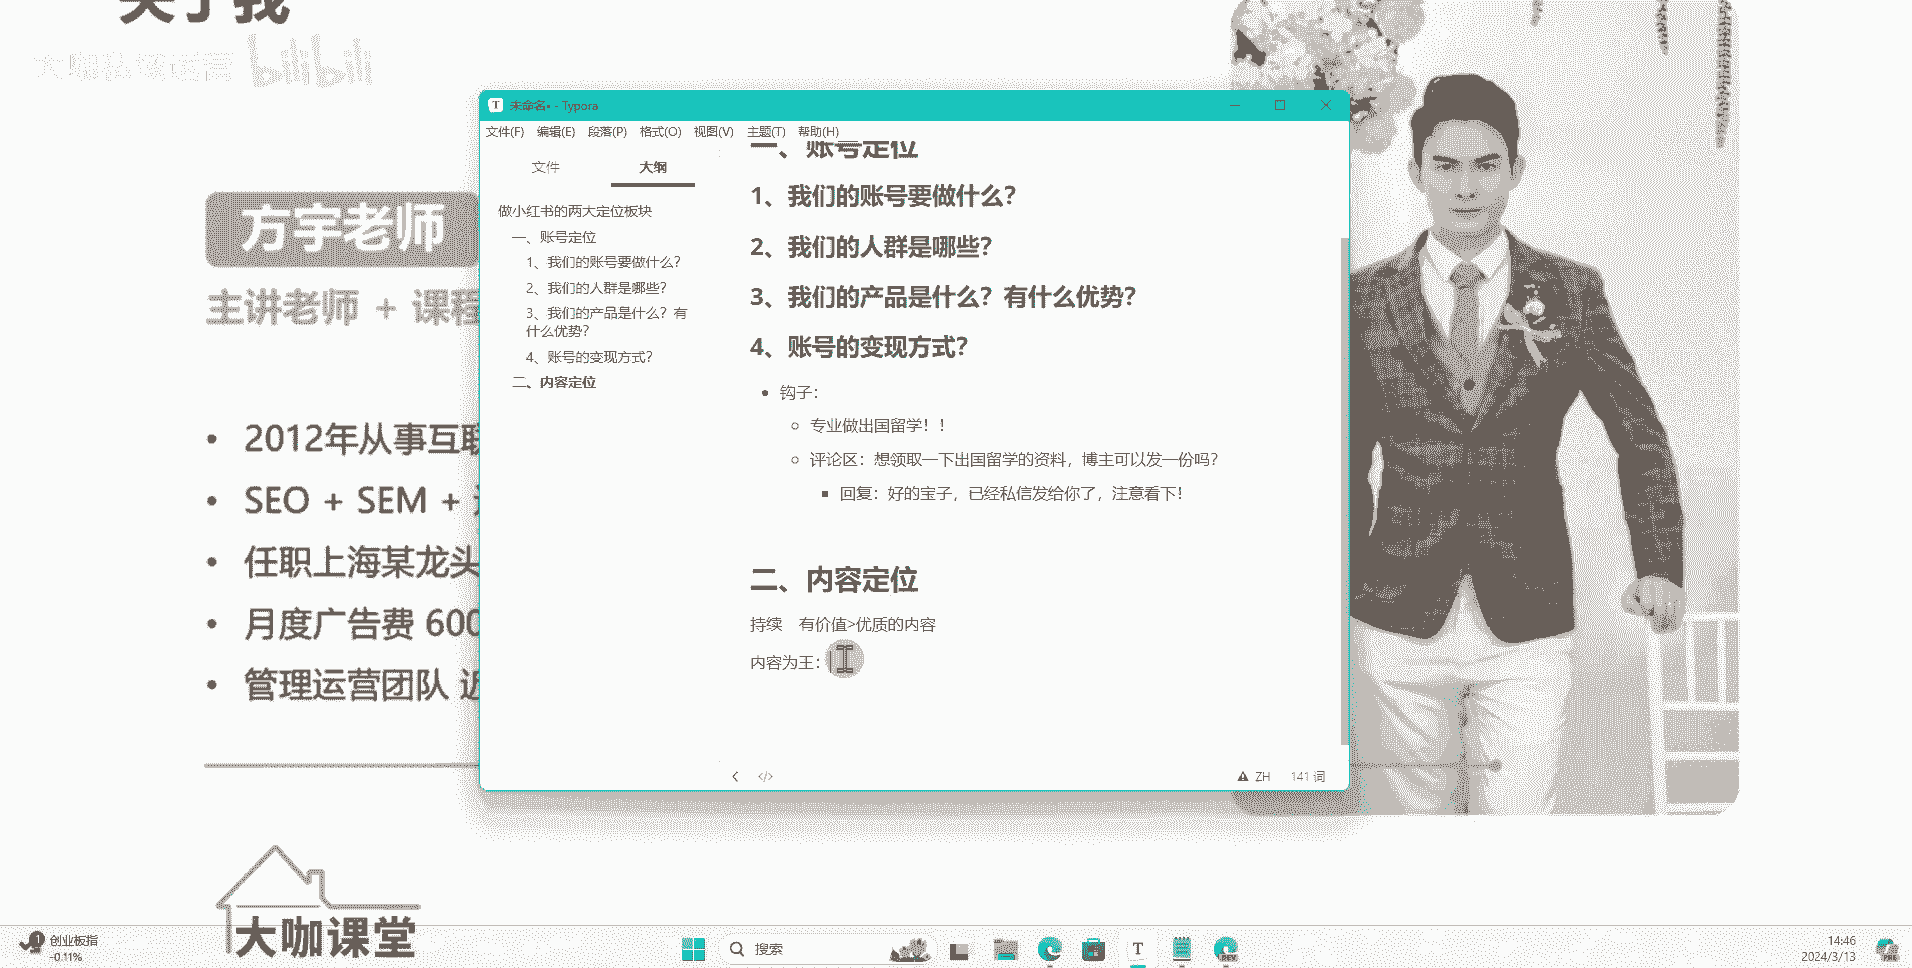 关于我
bilibili
方宇老师
主讲老师 + 课程
2012年从事互联
SEO + SEM +
任职上海某龙头
月度广告费 600
管理运营团队 近
大咖课堂
未命名• - Typora
文件(F) 编辑(E) 段落(P) 格式(O) 视图(V) 主题(T) 帮助(H)
文件 大纲
做小红书的两大定位板块
一、账号定位
1、我们的账号要做什么?
2、我们的人群是哪些?
3、我们的产品是什么? 有
什么优势?
4、账号的变现方式?
二、内容定位
一、账号定位
1、我们的账号要做什么?
2、我们的人群是哪些?
3、我们的产品是什么? 有什么优势?
4、账号的变现方式?
钩子:
专业做出国留学! !
评论区: 想领取一下出国留学的资料, 博主可以发一份吗?
回复: 好的宝子, 已经私信发给你了, 注意看下!
二、内容定位
持续 有价值>优质的内容
内容为王:
ZH 141 词
1 创业板指
-0.11%
搜索
T
DEV
14:46
2024/3/13
PRE